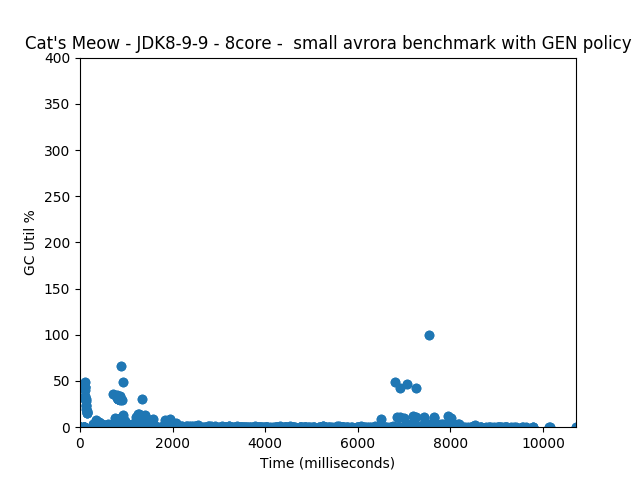 Cat's Meow - JDK8-9-9 - 8core -  small avrora benchmark with GEN policy
400
350
300
250
200
150
100
50
0
GC Util %
0 2000 4000 6000 8000 10000
Time (milliseconds)